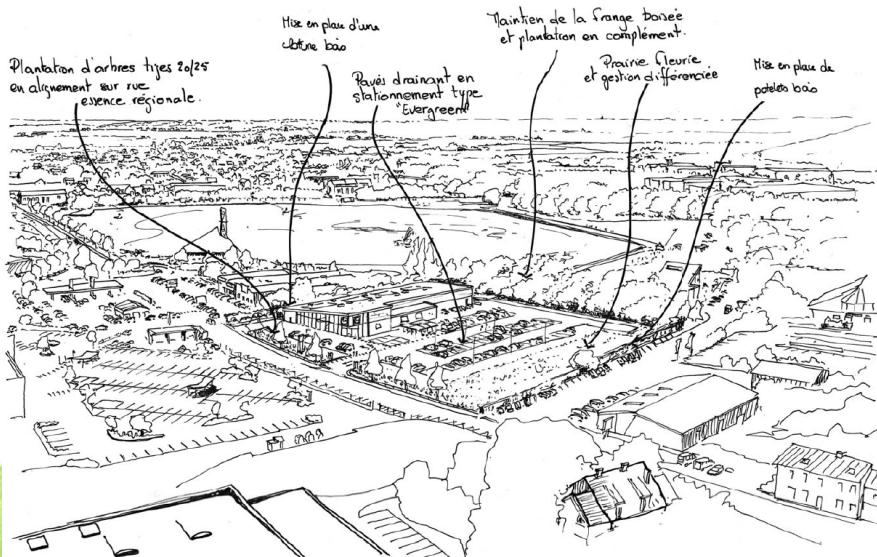 Plantation d'arbres tiges 20/25
en alignement sur rue
essence régionale.
Mise en place d'une
clôture bois
Pavés drainant en
stationnement type
"Evergreen"
Maintien de la frange boisée
et plantation en complément.
Prairie fleurie
et gestion différenciée
Mise en place de
potelets bois